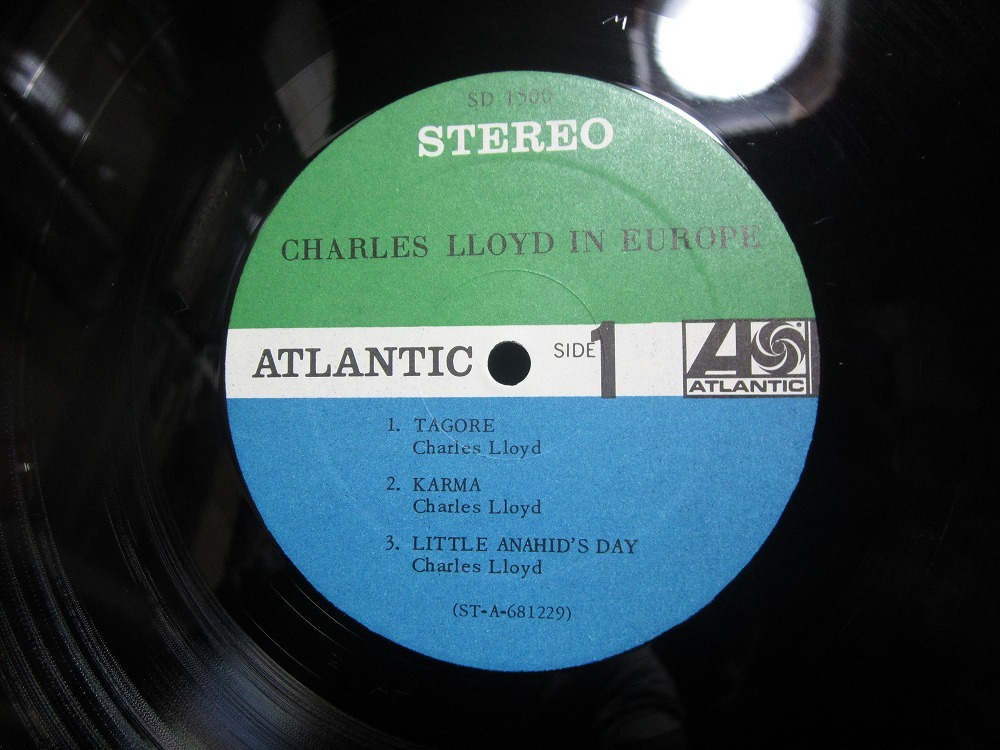 SD 1500
STEREO
CHARLES LLOYD IN EUROPE
ATLANTIC
SIDE 1
ATLANTIC
1. TAGORE
Charles Lloyd
2. KARMA
Charles Lloyd
3. LITTLE ANAHID'S DAY
Charles Lloyd
(ST-A-681229)